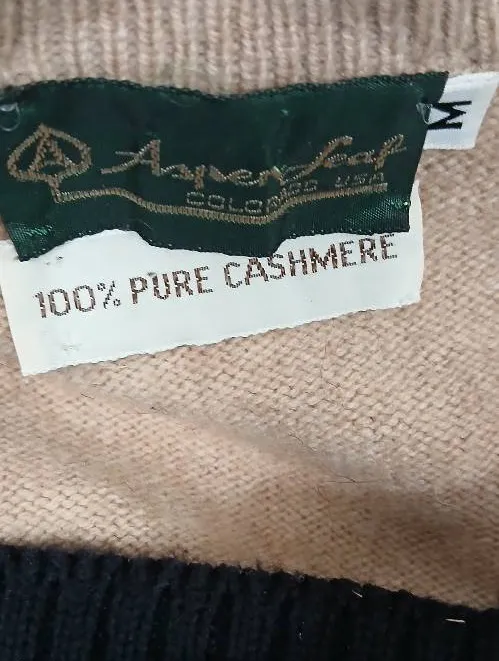 M
Aspen Leaf
COLORADO USA
100% PURE CASHMERE